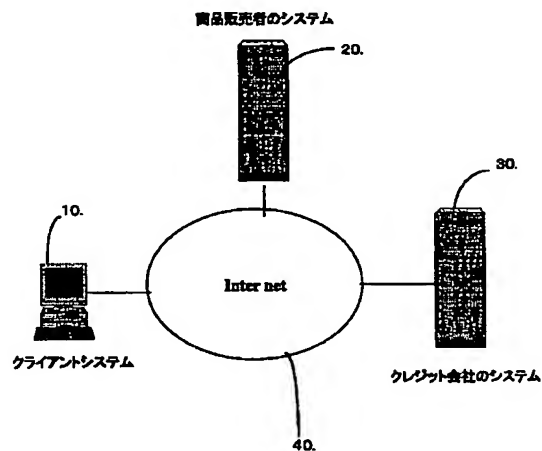 商品販売者のシステム
20.
30.
10.
Inter net
クライアントシステム
クレジット会社のシステム
40.